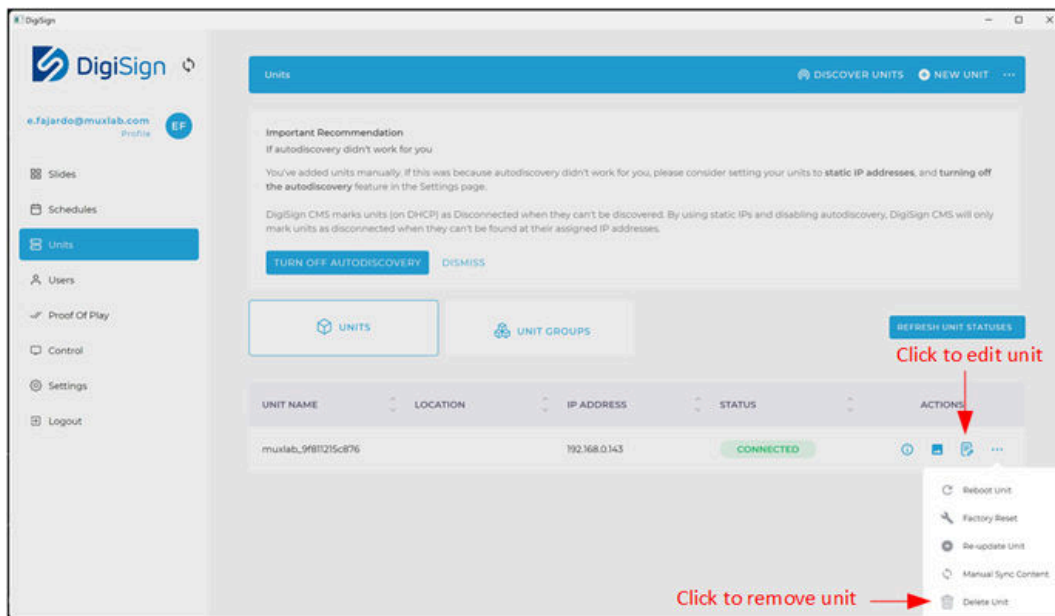 DigiSign
DigiSign
e.fajardo@muxlab.com
Profile
EF
Slides
Schedules
Units
Users
Proof Of Play
Control
Settings
Logout
Units
DISCOVER UNITS
NEW UNIT
Important Recommendation
If autodiscovery didn't work for you
You've added units manually. If this was because autodiscovery didn't work for you, please consider setting your units to static IP addresses, and turning off
the autodiscovery feature in the Settings page.
DigiSign CMS marks units (on DHCP) as Disconnected when they can't be discovered. By using static IPs and disabling autodiscovery, DigiSign CMS will only
mark units as disconnected when they can't be found at their assigned IP addresses.
TURN OFF AUTODISCOVERY
DISMISS
UNITS
UNIT GROUPS
REFRESH UNIT STATUSES
Click to edit unit
UNIT NAME
LOCATION
IP ADDRESS
STATUS
ACTIONS
muxlab_9f811215c876
192.168.0.143
CONNECTED
Reboot Unit
Factory Reset
Re-update Unit
Manual Sync Content
Click to remove unit
Delete Unit